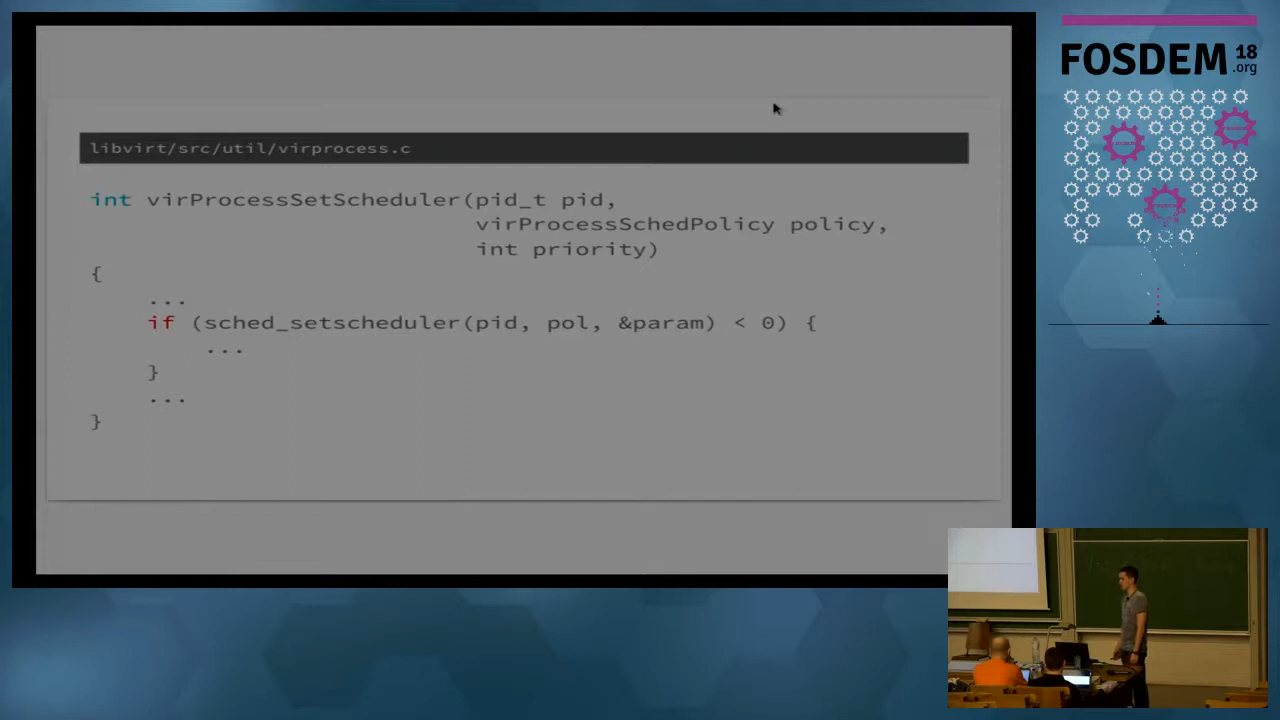 libvirt/src/util/virprocess.c
int virProcessSetScheduler(pid_t pid,
virProcessSchedPolicy policy,
int priority)
{
...
if (sched_setscheduler(pid, pol, &param) < 0) {
...
}
...
}
FOSDEM 18
.org